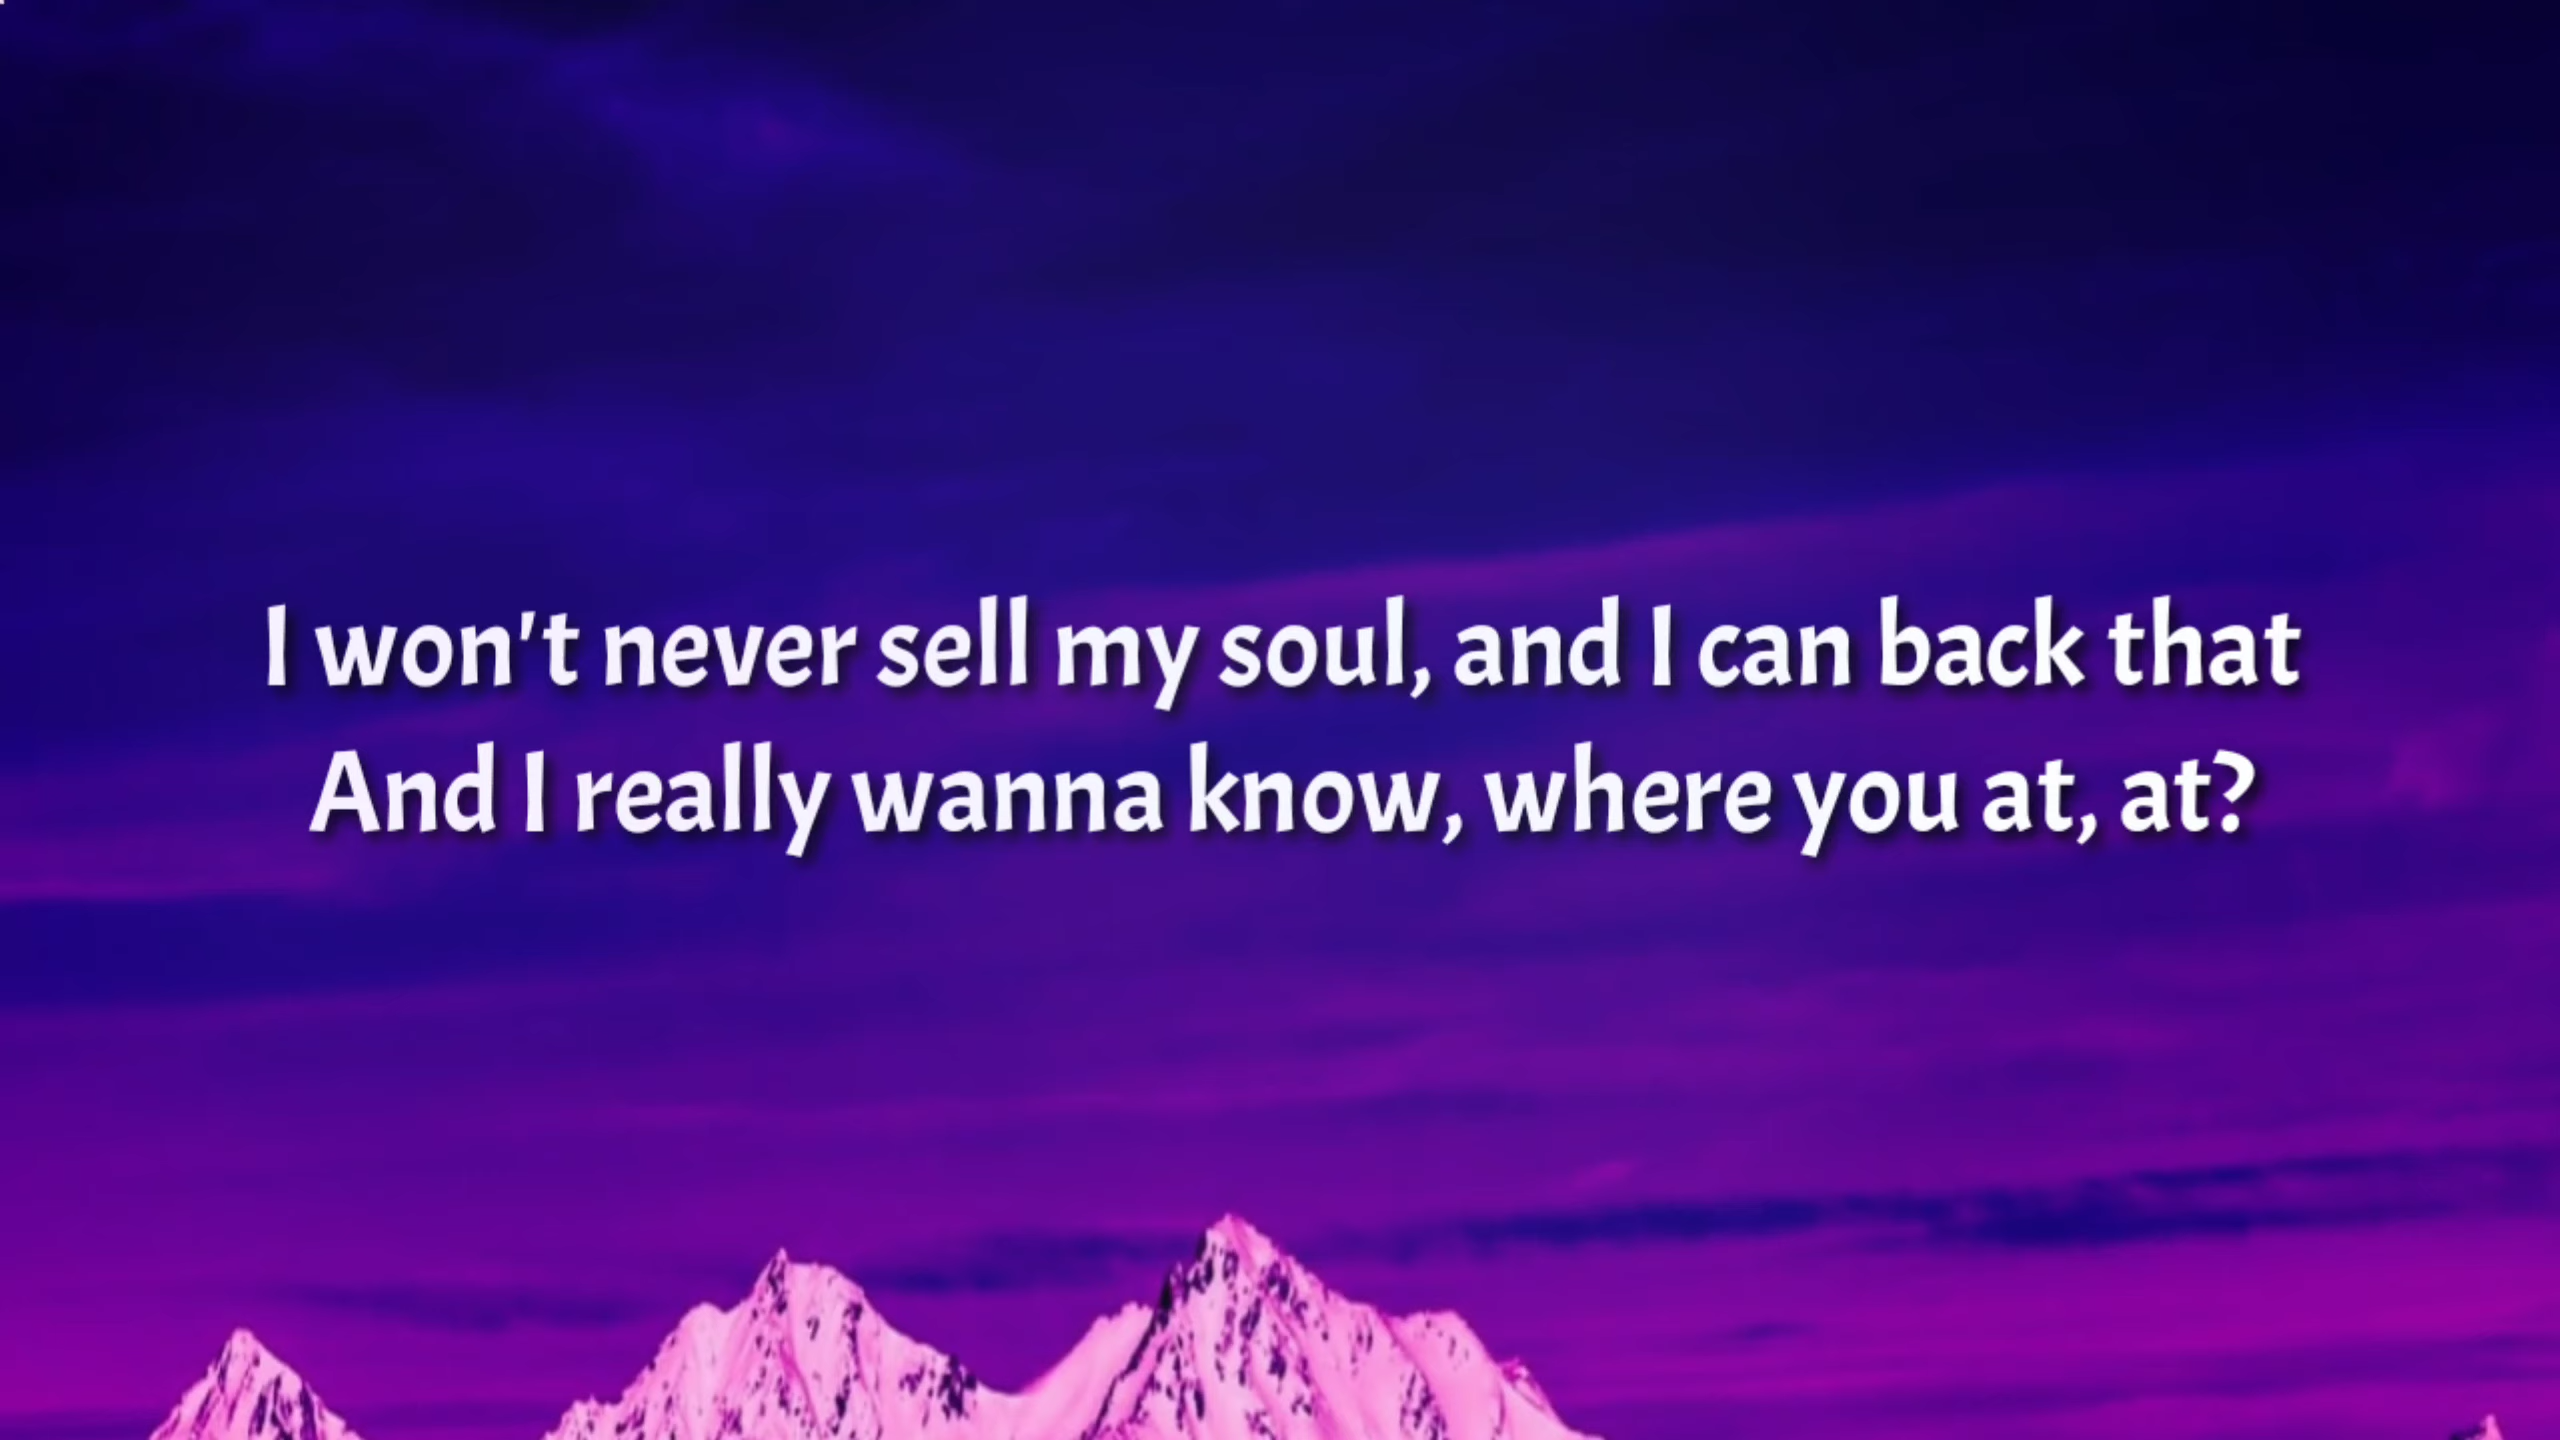 I won't never sell my soul, and I can back that
And I really wanna know, where you at, at?